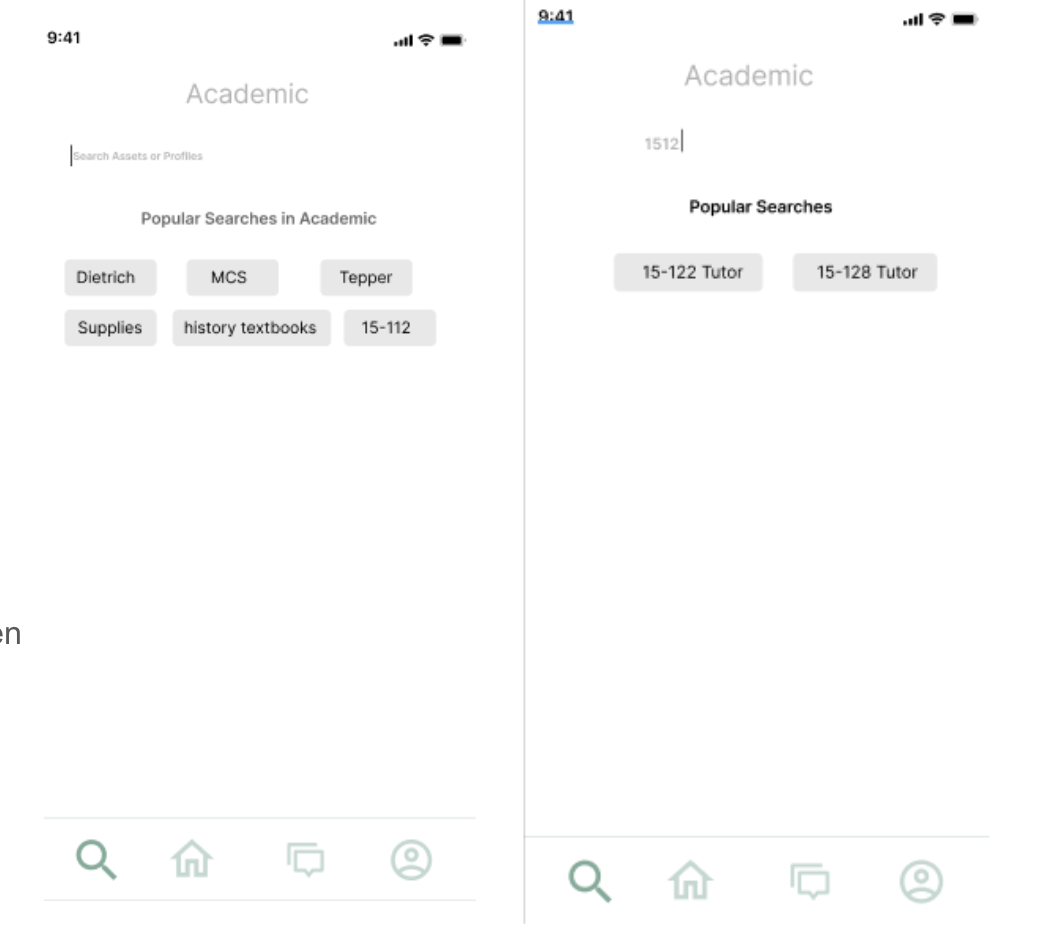 9:41
Academic
Search Assets or Profiles
Popular Searches in Academic
Dietrich MCS Tepper
Supplies history textbooks 15-112
en
9:41
Academic
1512
Popular Searches
15-122 Tutor 15-128 Tutor